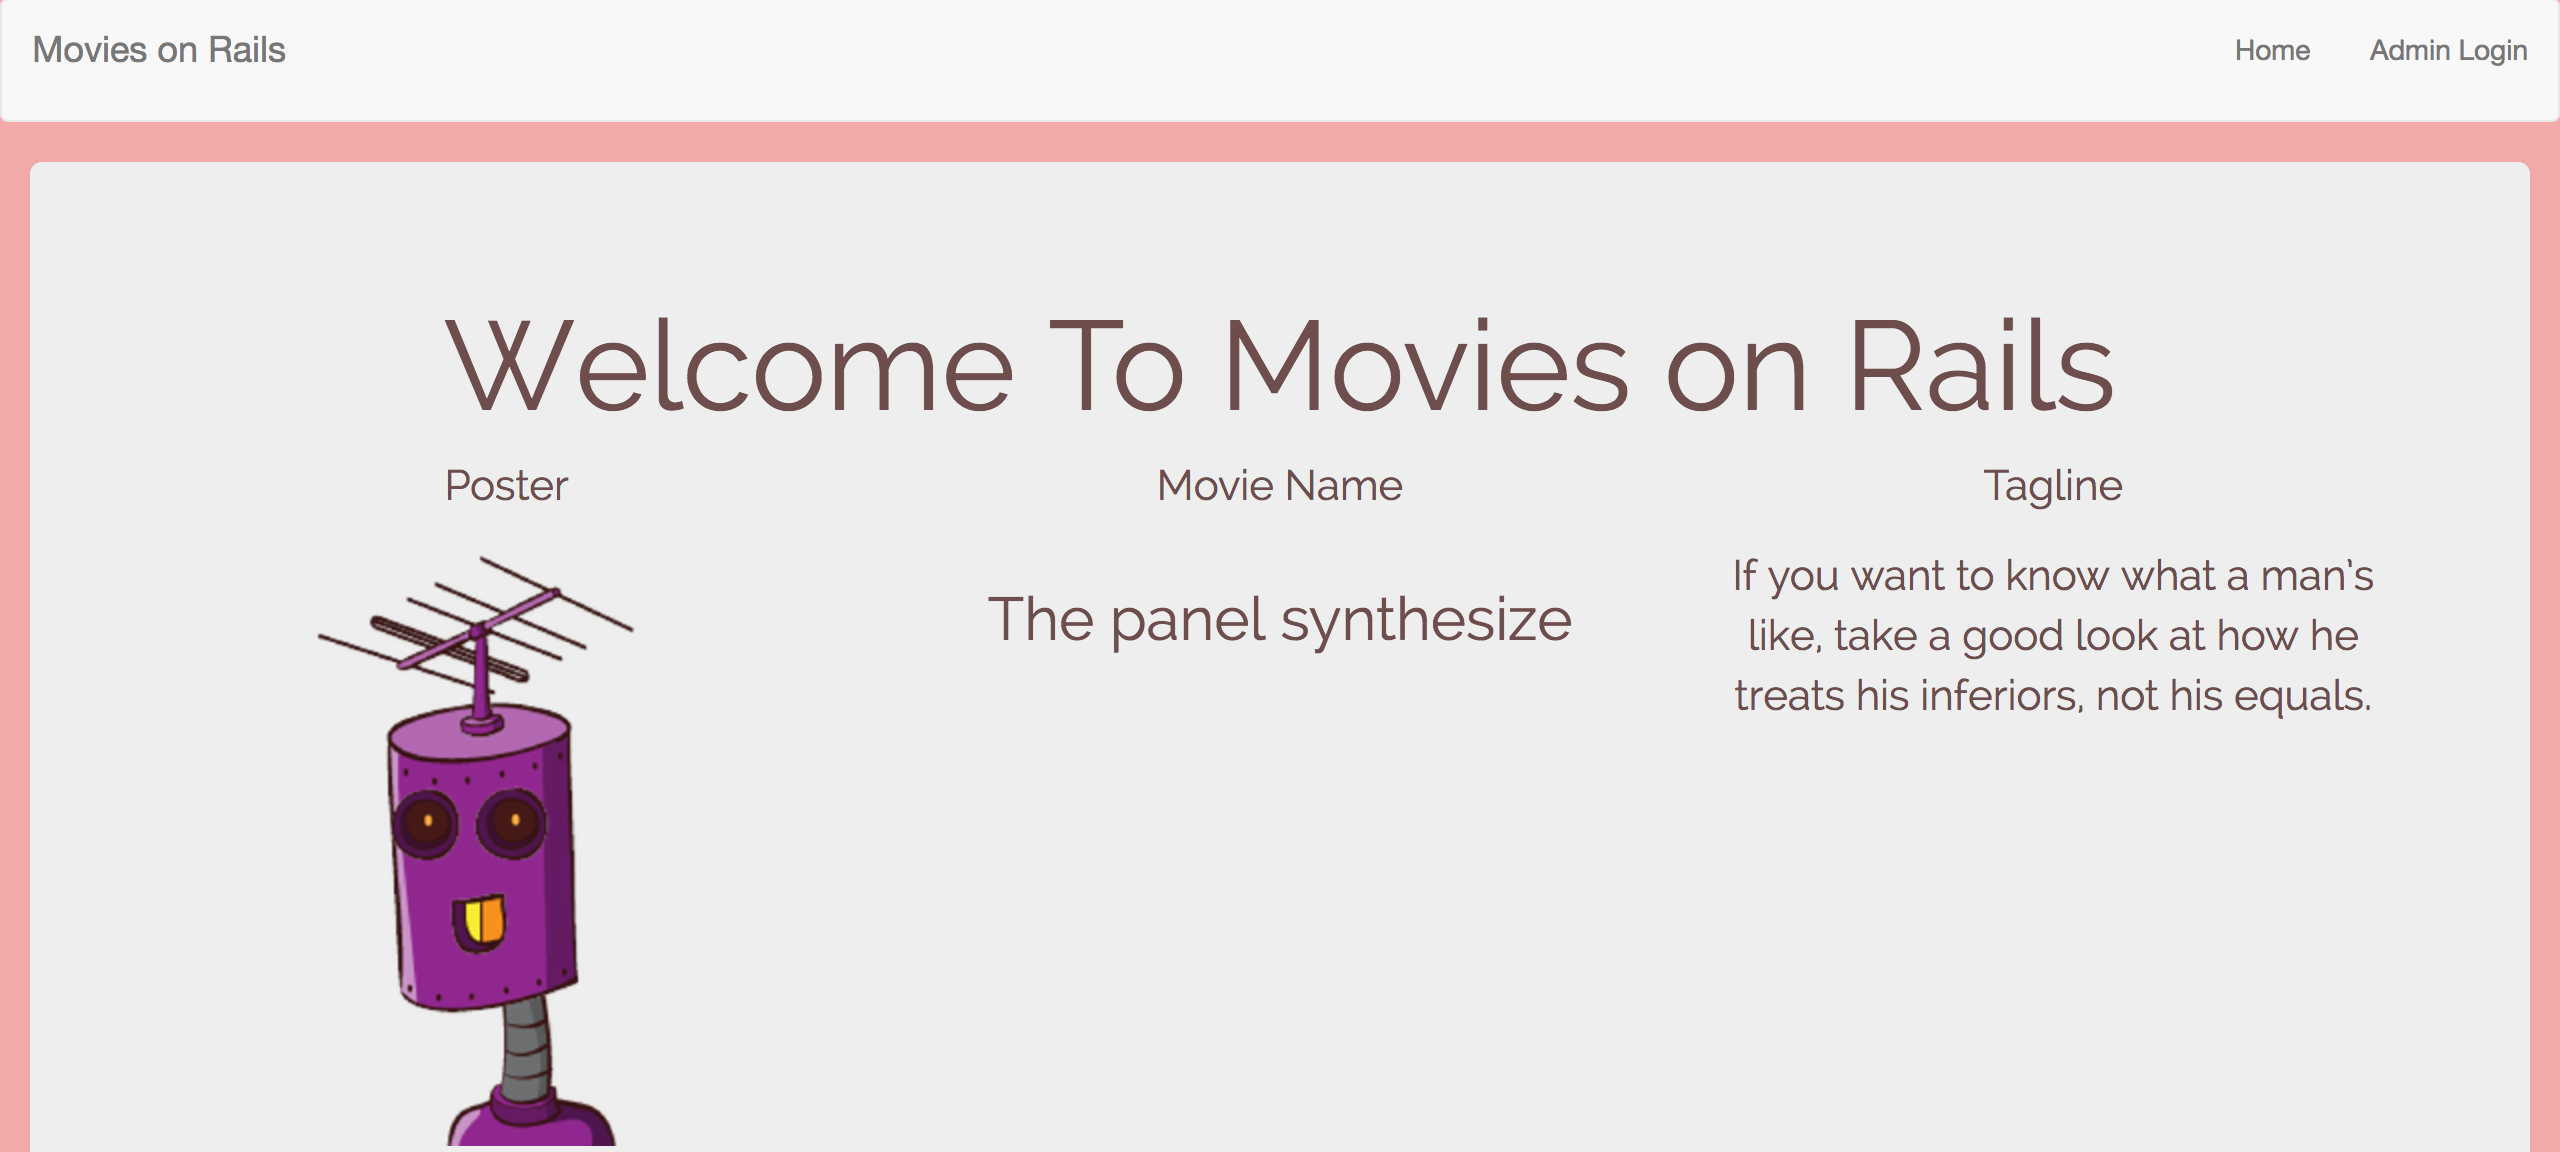 Movies on Rails
Home
Admin Login
Welcome To Movies on Rails
Poster
Movie Name
Tagline
The panel synthesize
If you want to know what a man's
like, take a good look at how he
treats his inferiors, not his equals.